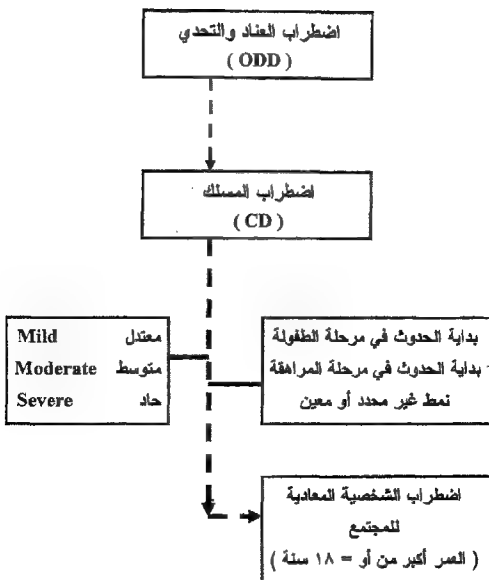 اضطراب العناد والتحدي
( ODD )
اضطراب المسلك
( CD )
معتدل Mild
متوسط Moderate
حاد Severe
بداية الحدوث في مرحلة الطفولة
بداية الحدوث في مرحلة المراهقة
نمط غير محدد أو معين
اضطراب الشخصية المعادية
للمجتمع
( العمر أكبر من أو = ١٨ سنة )